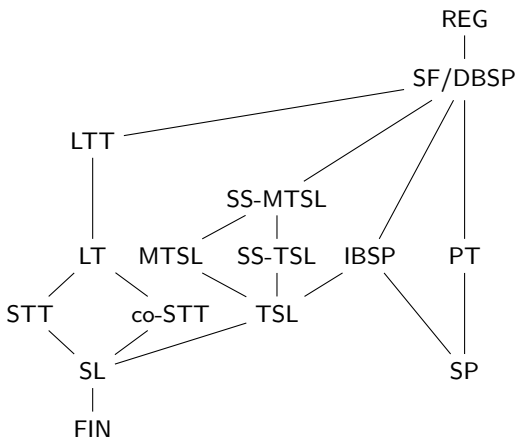 REG
SF/DBSP
LTT
SS-MTSL
LT MTSL SS-TSL IBSP PT
STT co-STT TSL
SL SP
FIN